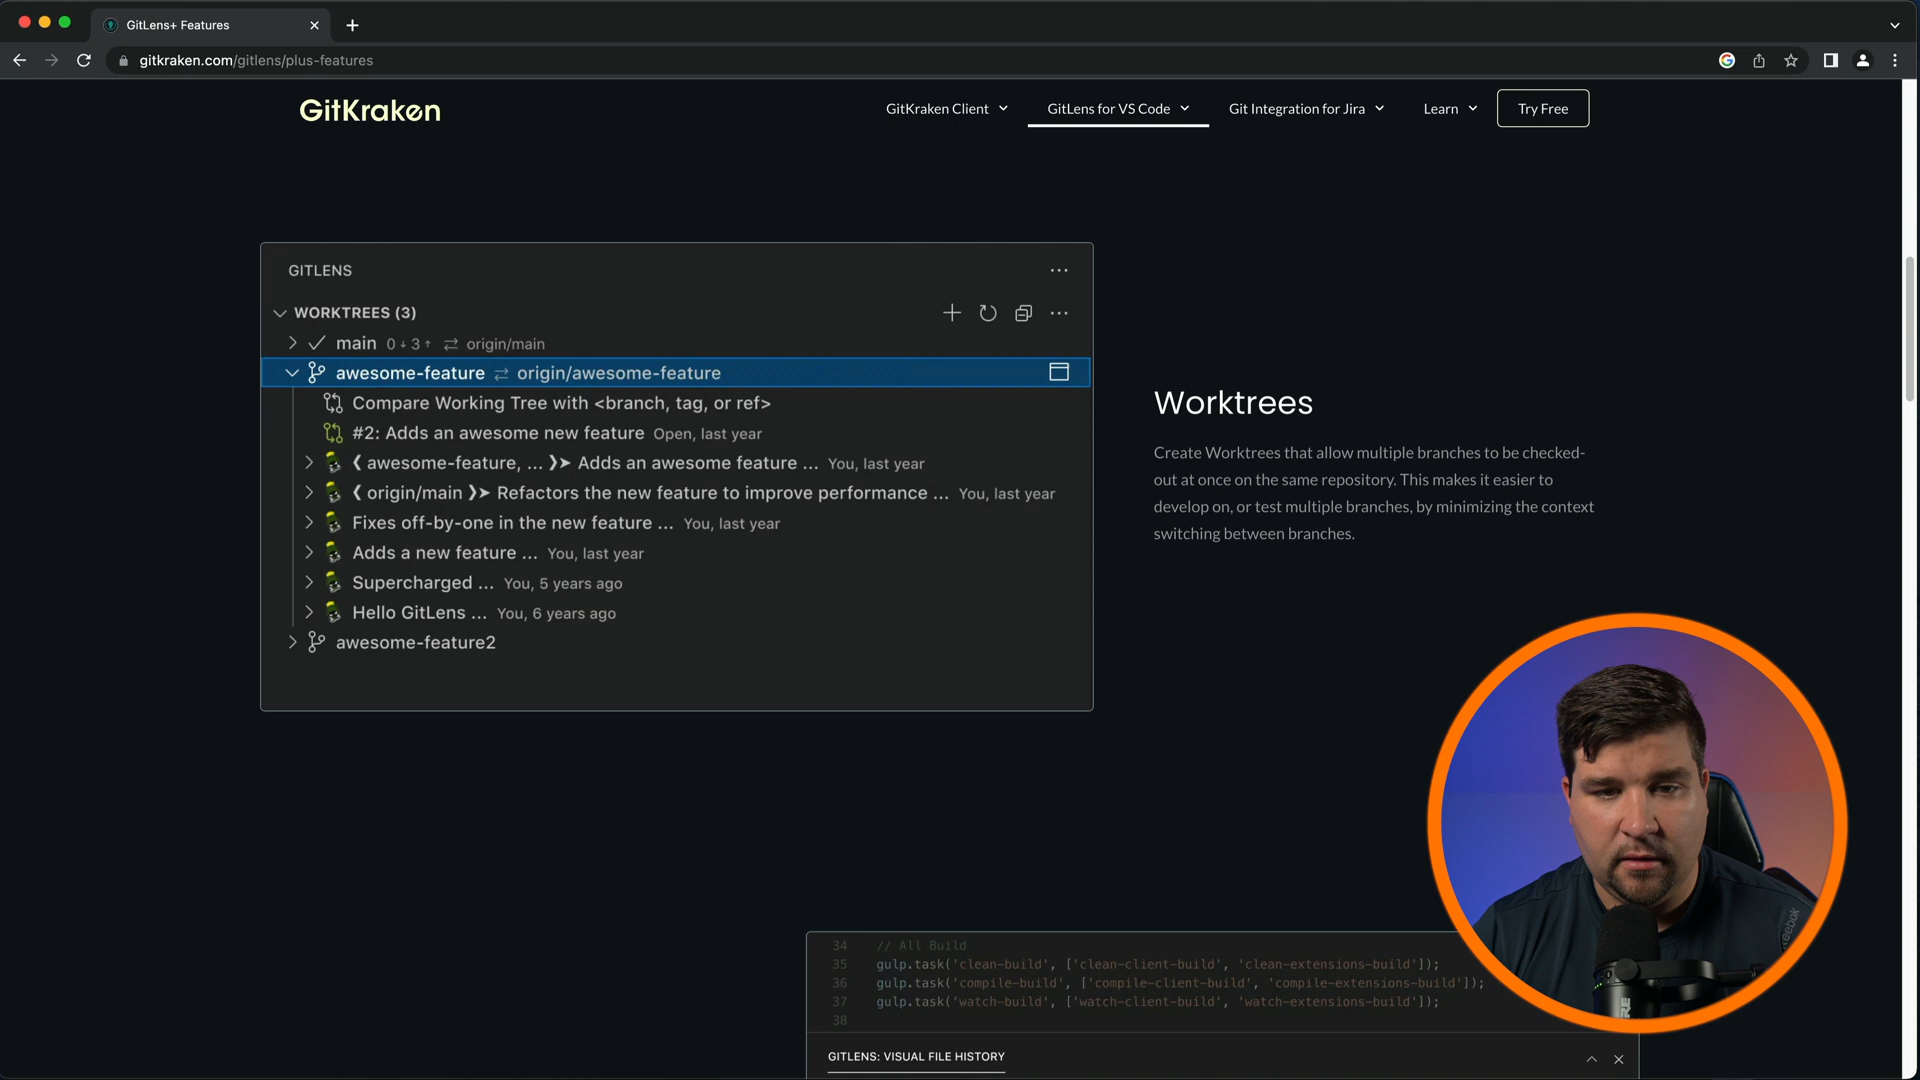 GitLens+ Features
gitkraken.com/gitlens/plus-features
GitKraken
GitKraken Client
GitLens for VS Code
Git Integration for Jira
Learn
Try Free
GITLENS
WORKTREES (3)
main 0↓ 3↑ ⇄ origin/main
awesome-feature ⇄ origin/awesome-feature
Compare Working Tree with <branch, tag, or ref>
#2: Adds an awesome new feature Open, last year
❰ awesome-feature, ... ❱➤ Adds an awesome feature ... You, last year
❰ origin/main ❱➤ Refactors the new feature to improve performance ... You, last year
Fixes off-by-one in the new feature ... You, last year
Adds a new feature ... You, last year
Supercharged ... You, 5 years ago
Hello GitLens ... You, 6 years ago
awesome-feature2
Worktrees
Create Worktrees that allow multiple branches to be checked-
out at once on the same repository. This makes it easier to
develop on, or test multiple branches, by minimizing the context
switching between branches.
34 // All Build
35 gulp.task('clean-build', ['clean-client-build', 'clean-extensions-build']);
36 gulp.task('compile-build', ['compile-client-build', 'compile-extensions-build']);
37 gulp.task('watch-build', ['watch-client-build', 'watch-extensions-build']);
38
GITLENS: VISUAL FILE HISTORY
Reebok